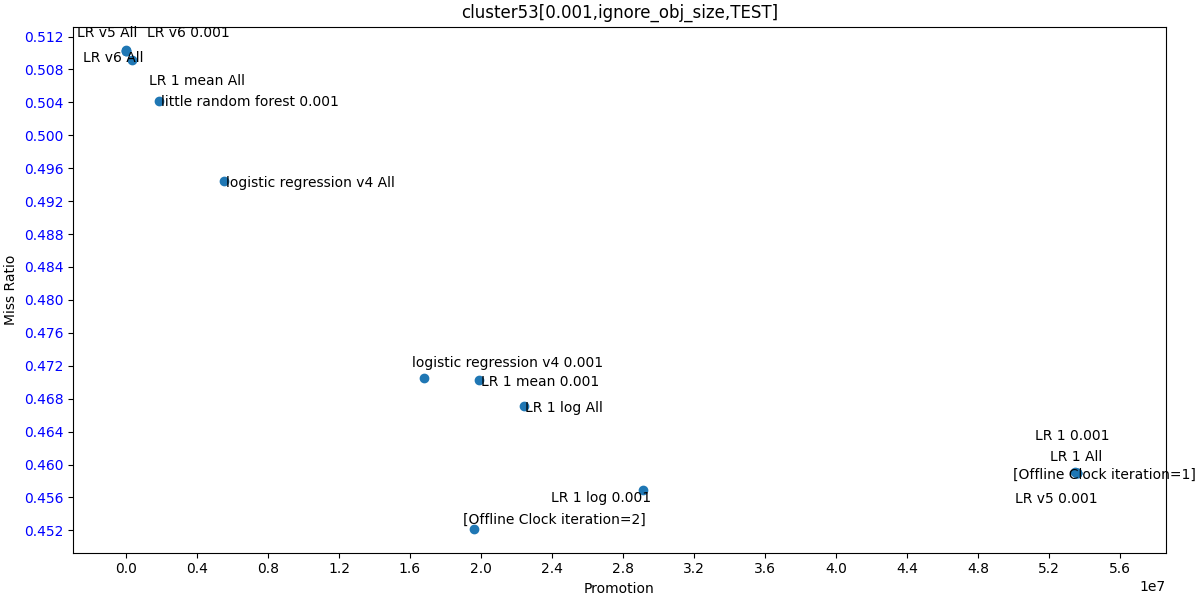 cluster53[0.001,ignore_obj_size,TEST]
0.512
0.508
0.504
0.500
0.496
0.492
0.488
0.484
0.480
0.476
0.472
0.468
0.464
0.460
0.456
0.452
Miss Ratio
LR v5 All
LR v6 0.001
LR v6 All
LR 1 mean All
little random forest 0.001
logistic regression v4 All
logistic regression v4 0.001
LR 1 mean 0.001
LR 1 log All
LR 1 0.001
LR 1 All
[Offline Clock iteration=1]
LR v5 0.001
LR 1 log 0.001
[Offline Clock iteration=2]
0.0 0.4 0.8 1.2 1.6 2.0 2.4 2.8 3.2 3.6 4.0 4.4 4.8 5.2 5.6
1e7
Promotion